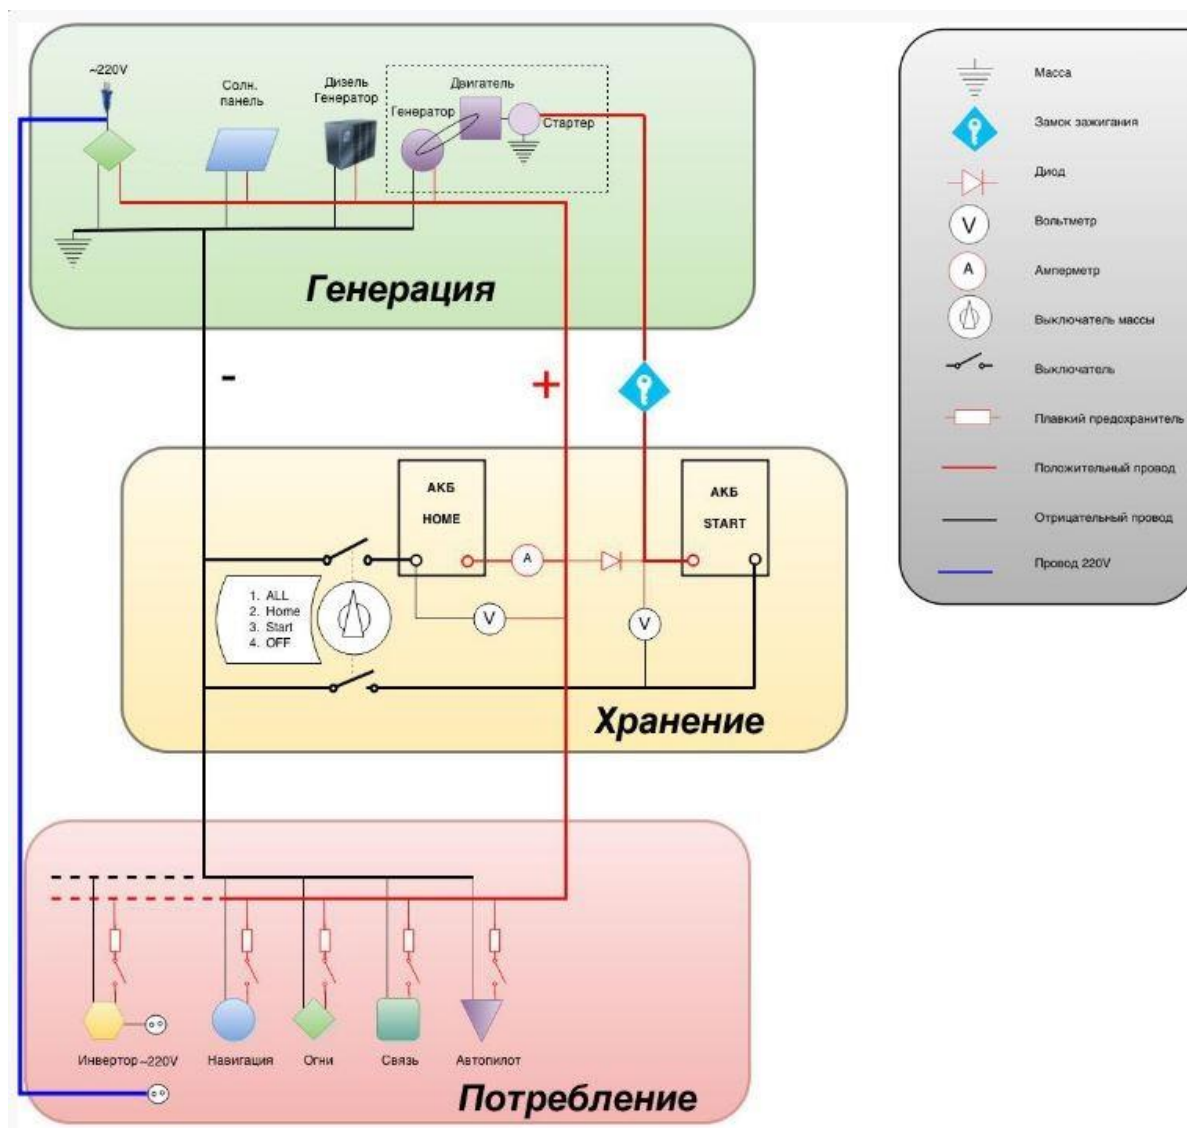 ~220V
Солн.
панель
Дизель
Генератор
Двигатель
Генератор
Стартер
Генерация
-
+
АКБ
HOME
АКБ
START
A
V
V
1. ALL
2. Home
3. Start
4. OFF
Хранение
Инвертор
~220V
Навигация
Огни
Связь
Автопилот
Потребление
Масса
Замок зажигания
Диод
V
Вольтметр
A
Амперметр
Выключатель массы
Выключатель
Плавкий предохранитель
Положительный провод
Отрицательный провод
Провод 220V